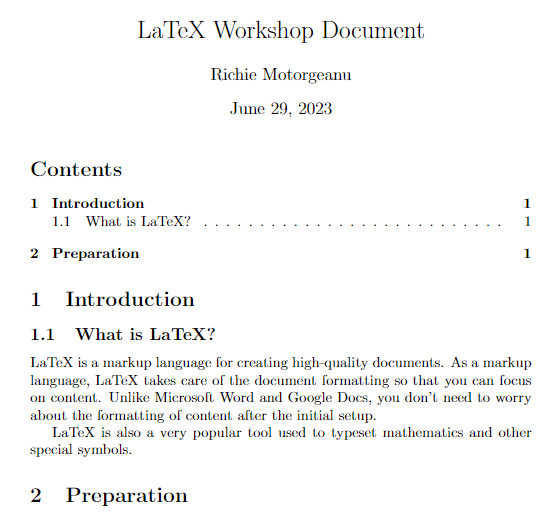 LaTeX Workshop Document
Richie Motorgeanu
June 29, 2023
Contents
1 Introduction 1
1.1 What is LaTeX? . . . . . . . . . . . . . . . . . . . . . . . . . . . 1
2 Preparation 1
1 Introduction
1.1 What is LaTeX?
LaTeX is a markup language for creating high-quality documents. As a markup
language, LaTeX takes care of the document formatting so that you can focus
on content. Unlike Microsoft Word and Google Docs, you don't need to worry
about the formatting of content after the initial setup.
LaTeX is also a very popular tool used to typeset mathematics and other
special symbols.
2 Preparation